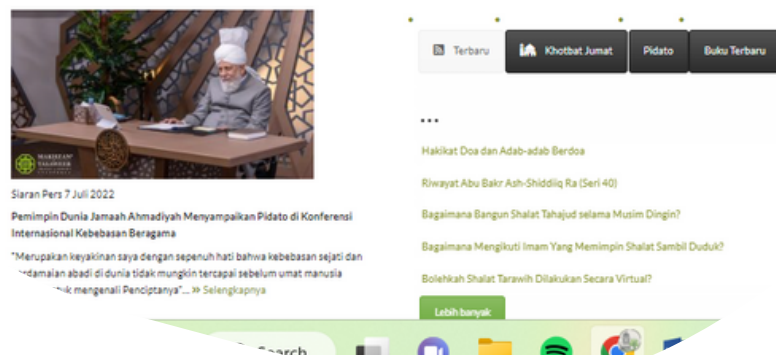 MAKHZAN
TASAWEER
Siaran Pers 7 Juli 2022
Pemimpin Dunia Jamaah Ahmadiyah Menyampaikan Pidato di Konferensi
Internasional Kebebasan Beragama
"Merupakan keyakinan saya dengan sepenuh hati bahwa kebebasan sejati dan
abadi di dunia tidak mungkin tercapai sebelum umat manusia
mengenali Penciptanya"... » Selengkapnya
Terbaru
Khotbat Jumat
Pidato
Buku Terbaru
...
Hakikat Doa dan Adab-adab Berdoa
Riwayat Abu Bakr Ash-Shiddiiq Ra (Seri 40)
Bagaimana Bangun Shalat Tahajud selama Musim Dingin?
Bagaimana Mengikuti Imam Yang Memimpin Shalat Sambil Duduk?
Bolehkah Shalat Tarawih Dilakukan Secara Virtual?
Lebih banyak